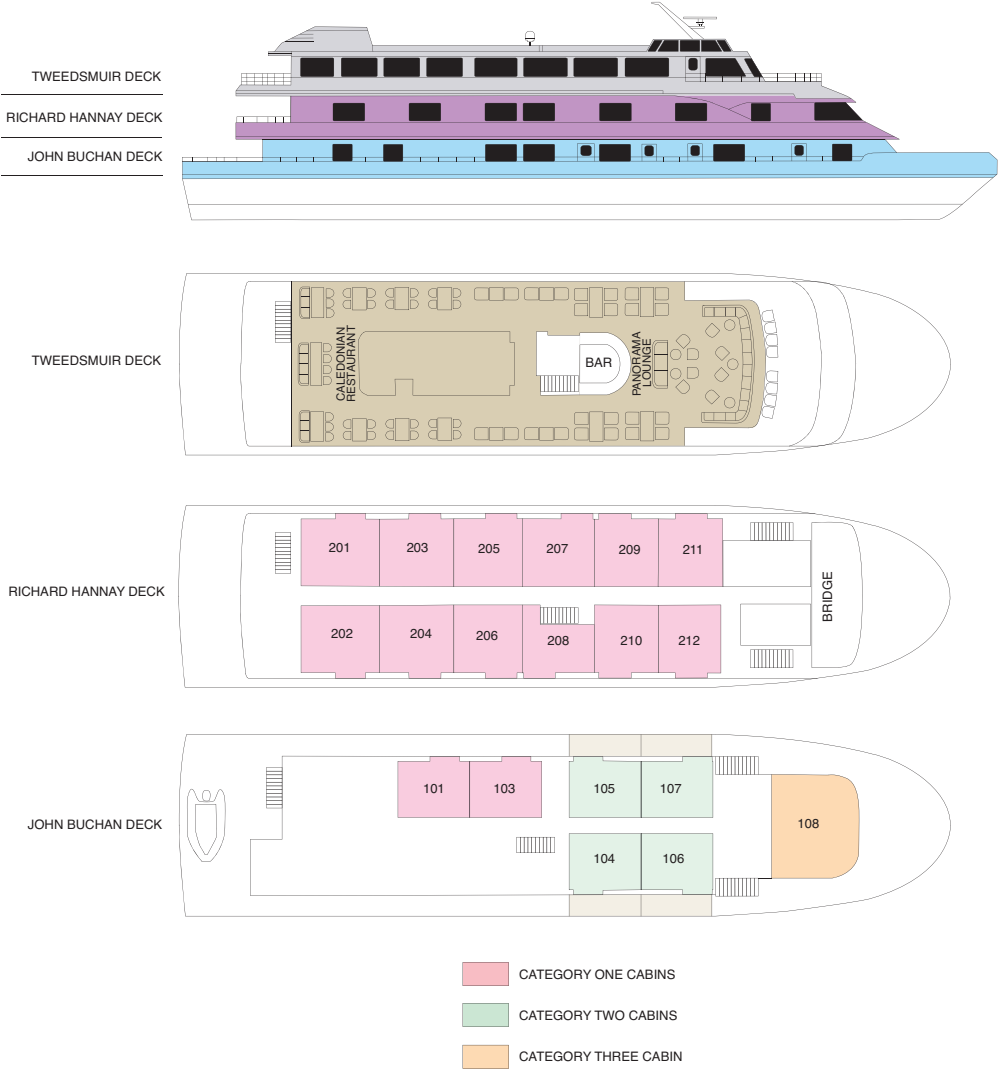 TWEEDSMUIR DECK
RICHARD HANNAY DECK
JOHN BUCHAN DECK
TWEEDSMUIR DECK
CALEDONIAN
RESTAURANT
BAR
PANORAMA
LOUNGE
RICHARD HANNAY DECK
201 203 205 207 209 211
202 204 206 208 210 212
BRIDGE
JOHN BUCHAN DECK
101 103 105 107
104 106
108
CATEGORY ONE CABINS
CATEGORY TWO CABINS
CATEGORY THREE CABIN